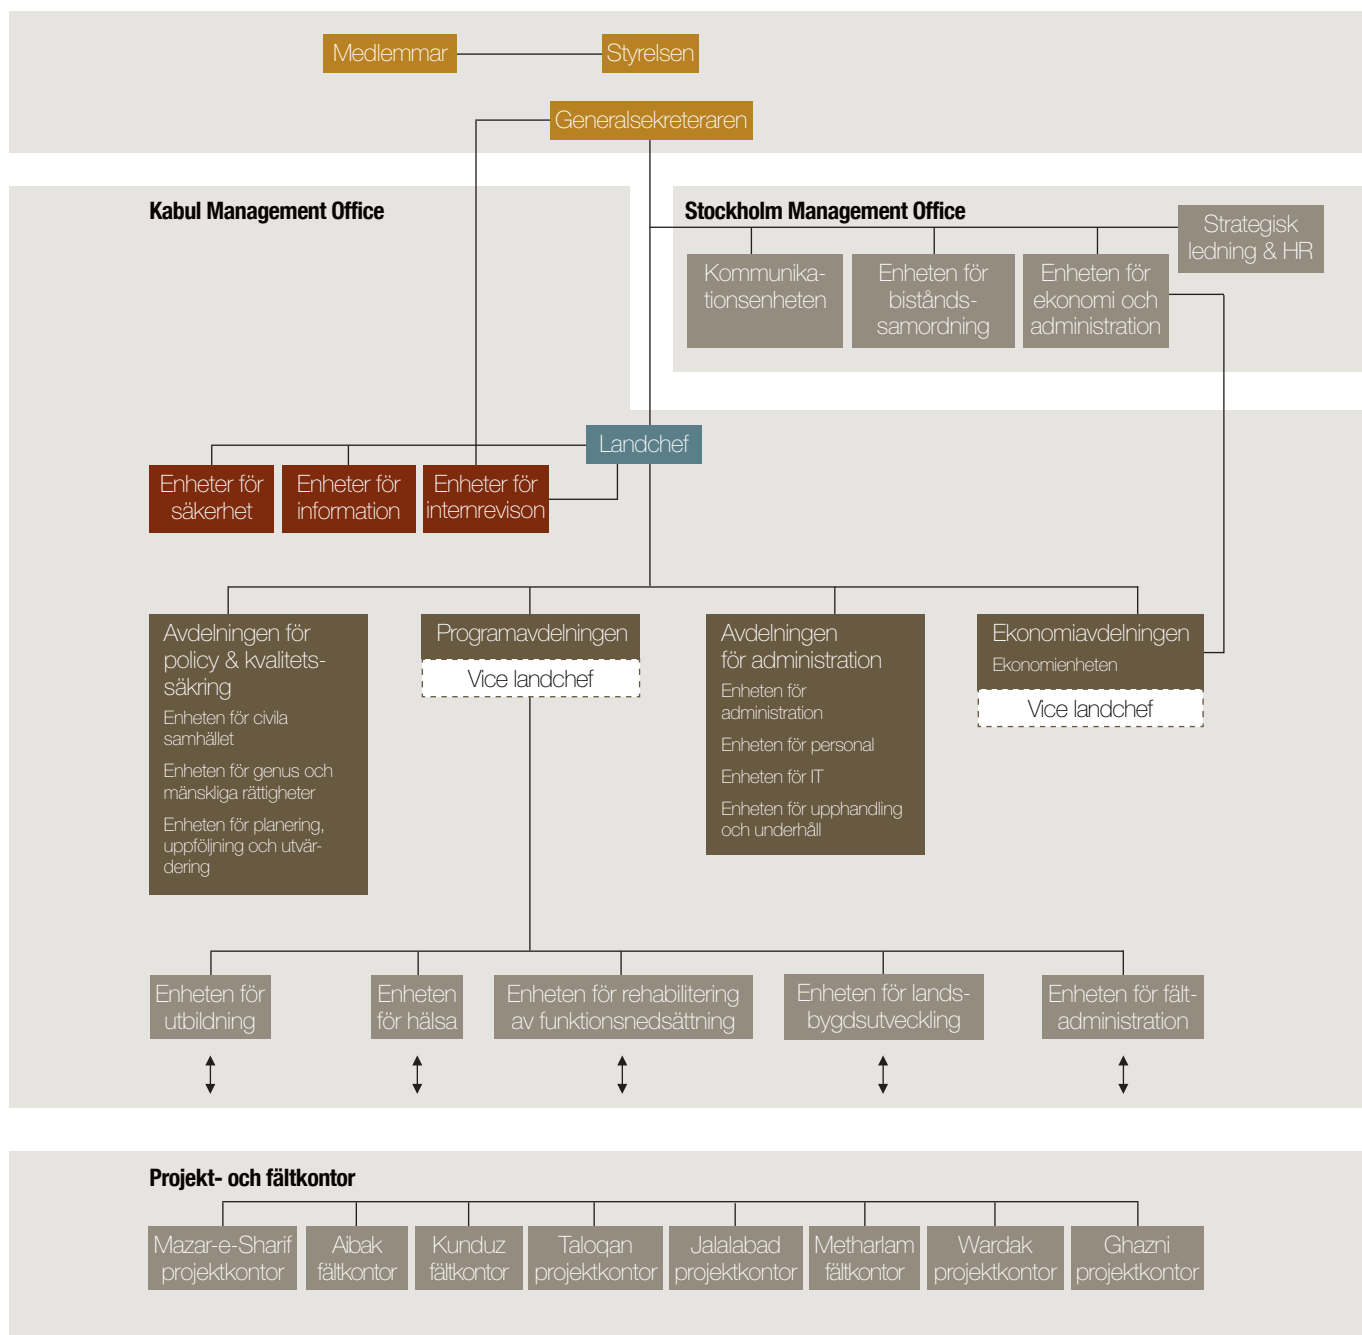 Medlemmar
Styrelsen
Generalsekreteraren
Kabul Management Office
Stockholm Management Office
Strategisk
ledning & HR
Kommunika-
tionsenheten
Enheten för
bistånds-
samordning
Enheten för
ekonomi och
administration
Landchef
Enheter för
säkerhet
Enheter för
information
Enheter för
internrevison
Avdelningen för
policy & kvalitets-
säkring
Enheten för civila
samhället
Enheten för genus och
mänskliga rättigheter
Enheten för planering,
uppföljning och utvär-
dering
Programavdelningen
Vice landchef
Avdelningen
för administration
Enheten för
administration
Enheten för personal
Enheten för IT
Enheten för upphandling
och underhåll
Ekonomiavdelningen
Ekonomienheten
Vice landchef
Enheten för
utbildning
Enheten
för hälsa
Enheten för rehabilitering
av funktionsnedsättning
Enheten för lands-
bygdsutveckling
Enheten för fält-
administration
Projekt- och fältkontor
Mazar-e-Sharif
projektkontor
Aibak
fältkontor
Kunduz
fältkontor
Taloqan
projektkontor
Jalalabad
projektkontor
Metharlam
fältkontor
Wardak
projektkontor
Ghazni
projektkontor